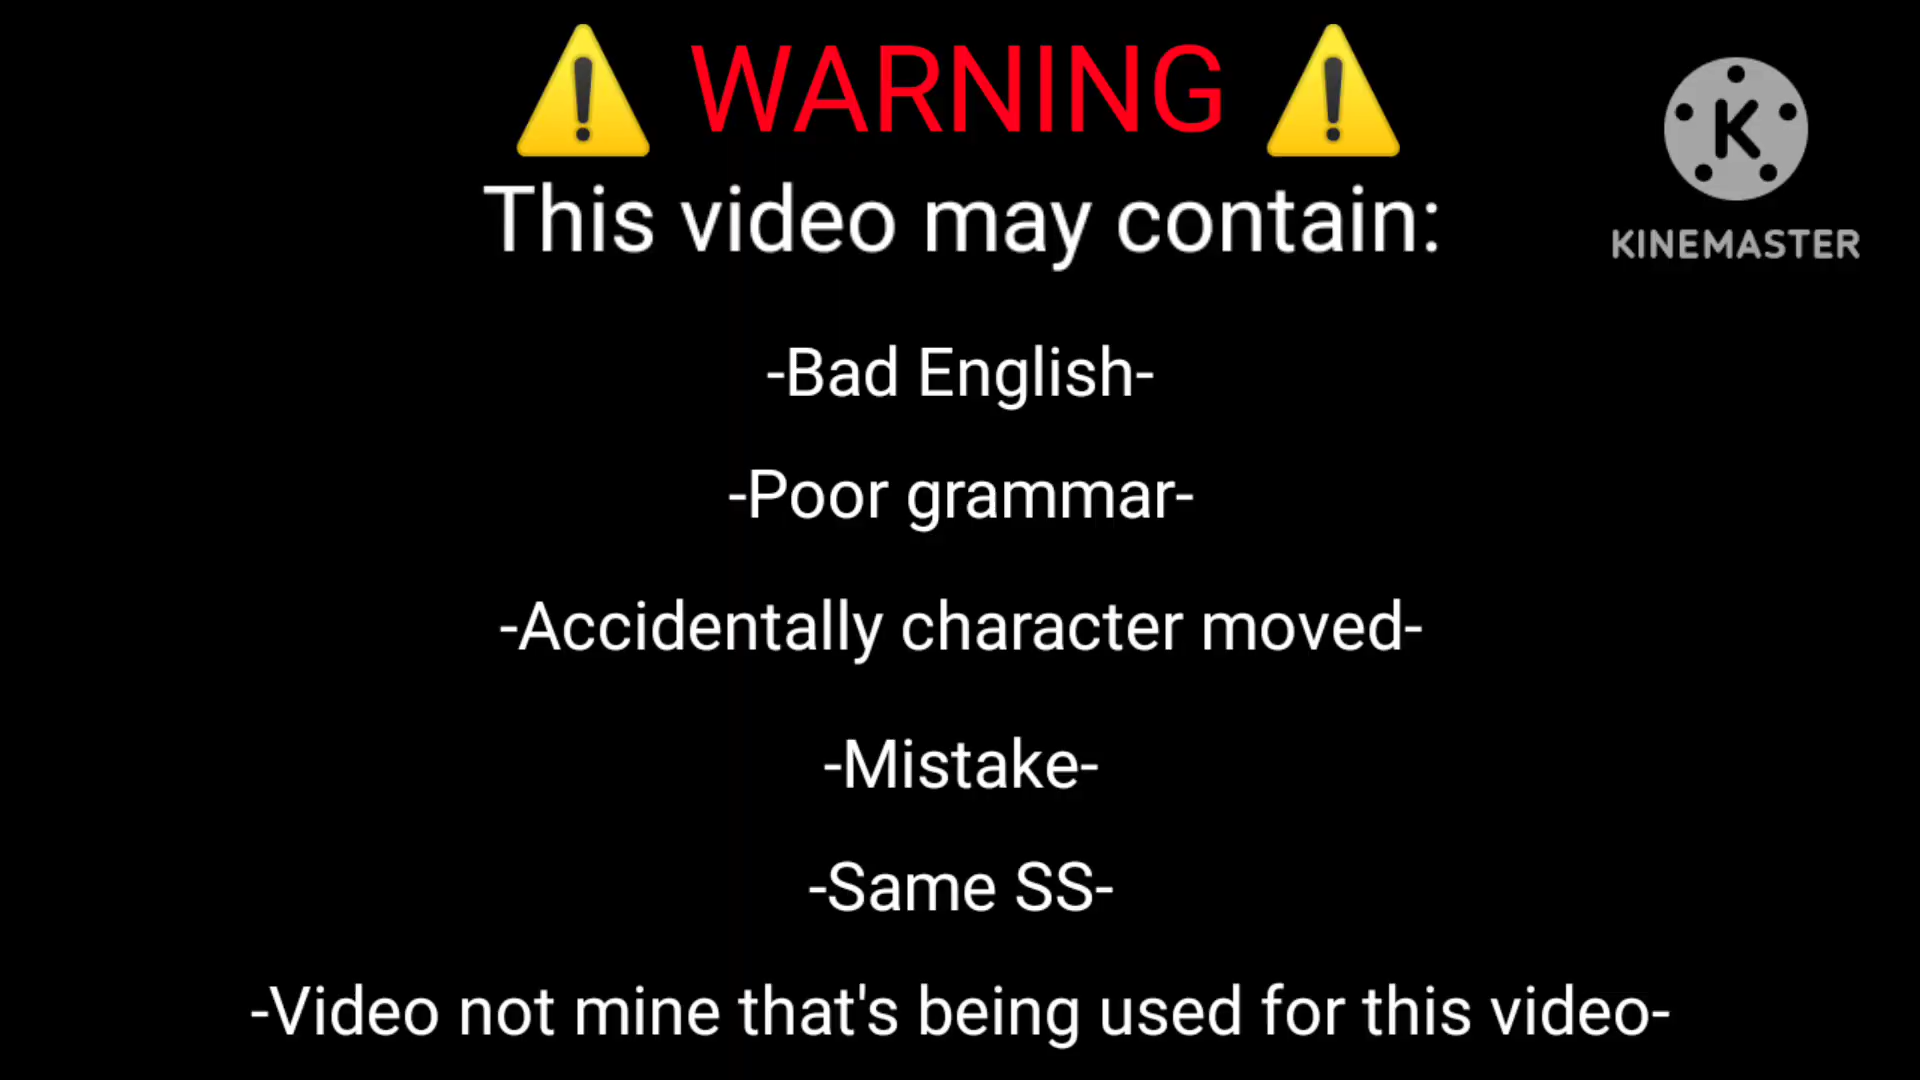 ⚠️ WARNING ⚠️
This video may contain:
K
KINEMASTER
-Bad English-
-Poor grammar-
-Accidentally character moved-
-Mistake-
-Same SS-
-Video not mine that's being used for this video-